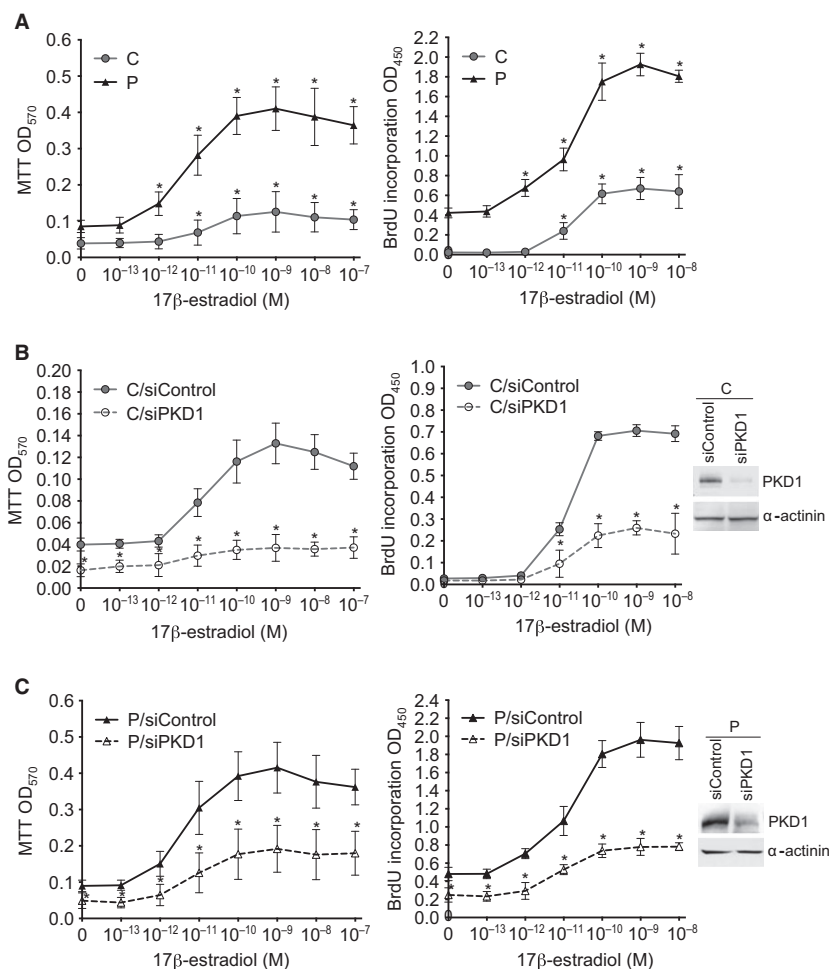 A
MTT OD570
0.6
0.5
0.4
0.3
0.2
0.1
0.0
C
P
* * * * * *
* * * * *
0 10−13 10−12 10−11 10−10 10−9 10−8 10−7
17β-estradiol (M)
BrdU incorporation OD450
2.2
2.0
1.8
1.6
1.4
1.2
1.0
0.8
0.6
0.4
0.2
0.0
C
P
* * * * *
* * * *
0 10−13 10−12 10−11 10−10 10−9 10−8
17β-estradiol (M)
B
MTT OD570
0.20
0.18
0.16
0.14
0.12
0.10
0.08
0.06
0.04
0.02
0.00
C/siControl
C/siPKD1
* * * * * * * *
0 10−13 10−12 10−11 10−10 10−9 10−8 10−7
17β-estradiol (M)
BrdU incorporation OD450
1.0
0.9
0.8
0.7
0.6
0.5
0.4
0.3
0.2
0.1
0.0
C/siControl
C/siPKD1
* * * *
0 10−13 10−12 10−11 10−10 10−9 10−8
17β-estradiol (M)
C
siControl
siPKD1
PKD1
α-actinin
C
MTT OD570
0.6
0.5
0.4
0.3
0.2
0.1
0.0
P/siControl
P/siPKD1
* * * * * * * *
0 10−13 10−12 10−11 10−10 10−9 10−8 10−7
17β-estradiol (M)
BrdU incorporation OD450
2.4
2.2
2.0
1.8
1.6
1.4
1.2
1.0
0.8
0.6
0.4
0.2
0.0
P/siControl
P/siPKD1
* * * * * * *
0 10−13 10−12 10−11 10−10 10−9 10−8
17β-estradiol (M)
P
siControl
siPKD1
PKD1
α-actinin